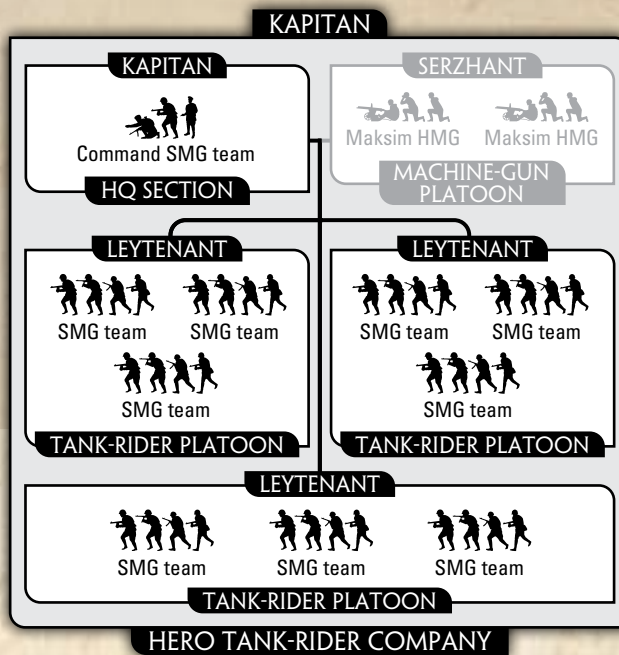 KAPITAN
KAPITAN
Command SMG team
HQ SECTION
SERZHANT
Maksim HMG Maksim HMG
MACHINE-GUN
PLATOON
LEYTENANT
SMG team SMG team
SMG team
TANK-RIDER PLATOON
LEYTENANT
SMG team SMG team
SMG team
TANK-RIDER PLATOON
LEYTENANT
SMG team SMG team SMG team
TANK-RIDER PLATOON
HERO TANK-RIDER COMPANY